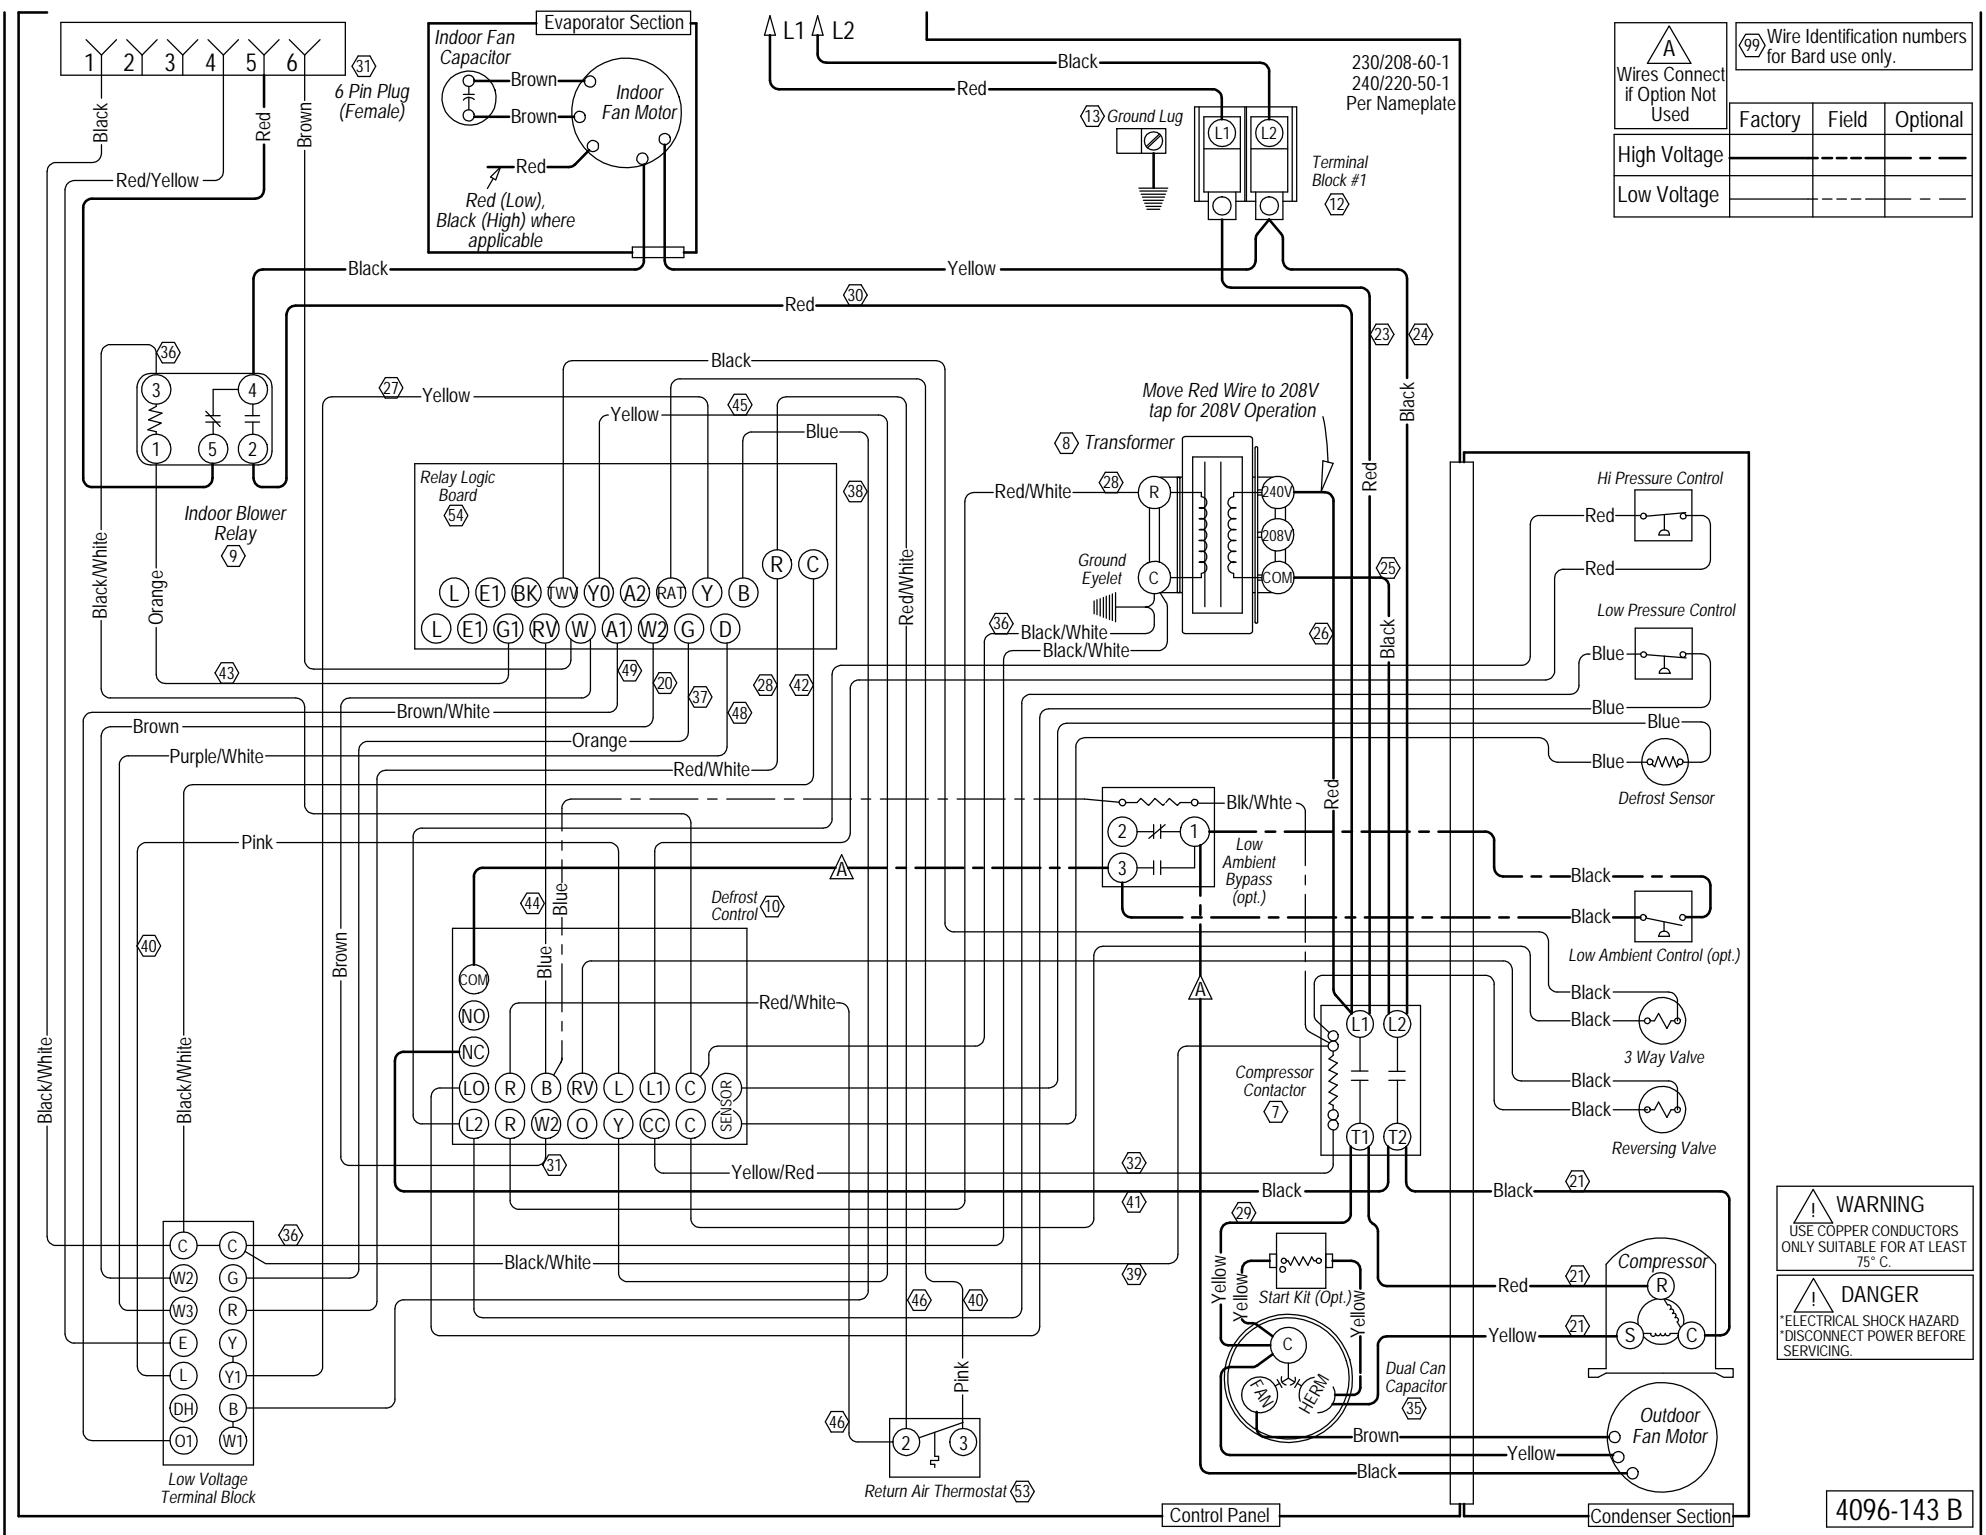 Evaporator Section
L1 L2
1 2 3 4 5 6
31
6 Pin Plug
(Female)
Indoor Fan
Capacitor
Brown
Brown
Indoor
Fan Motor
Red
Red (Low),
Black (High) where
applicable
Black
Red
230/208-60-1
240/220-50-1
Per Nameplate
13 Ground Lug
L1 L2
Terminal
Block #1
12
A
Wires Connect
if Option Not
Used
99 Wire Identification numbers
for Bard use only.
Factory Field Optional
High Voltage
Low Voltage
Black
Red/Yellow
Red
Brown
Black
Yellow
Red
30
23
24
36
3 4
1 5 2
Indoor Blower
Relay
9
Black/White
Orange
27
Yellow
Black
Yellow
45
Blue
Relay Logic
Board
54
38
R C
L E1 BK TWV Y0 A2 RAT Y B
L E1 G1 RV W A1 W2 G D
Red/White
Move Red Wire to 208V
tap for 208V Operation
8 Transformer
Red/White
28
R
240V
208V
Ground
Eyelet
C
COM
25
Black
Red
36
Black/White
Black/White
26
Black
Hi Pressure Control
Red
Red
Low Pressure Control
Blue
Blue
Blue
Blue
Defrost Sensor
43
49
20
37
48
28
42
Brown/White
Brown
Orange
Purple/White
Red/White
Pink
Red
Blk/Whte
2 1
3
Low
Ambient
Bypass
(opt.)
A
Black
Black
Low Ambient Control (opt.)
Defrost
Control
10
44
Blue
Blue
Brown
40
COM
NO
NC
LO R B RV L L1 C
L2 R W2 O Y CC C
SENSOR
Red/White
A
L1 L2
Compressor
Contactor
7
T1 T2
Black
Black
3 Way Valve
Black
Black
Reversing Valve
31
Yellow/Red
32
Black
41
Black
21
Black/White
Black/White
36
Black/White
39
29
Yellow
Yellow
Yellow
Start Kit (Opt.)
C
FAN
HERM
Dual Can
Capacitor
35
Red
21
Yellow
21
Compressor
R
S C
WARNING
USE COPPER CONDUCTORS
ONLY SUITABLE FOR AT LEAST
75° C.
DANGER
*ELECTRICAL SHOCK HAZARD
*DISCONNECT POWER BEFORE
SERVICING.
C C
W2 G
W3 R
E Y
L Y1
DH B
O1 W1
Low Voltage
Terminal Block
46
40
Pink
46
2 3
Return Air Thermostat 53
Brown
Yellow
Black
Outdoor
Fan Motor
Control Panel
Condenser Section
4096-143 B